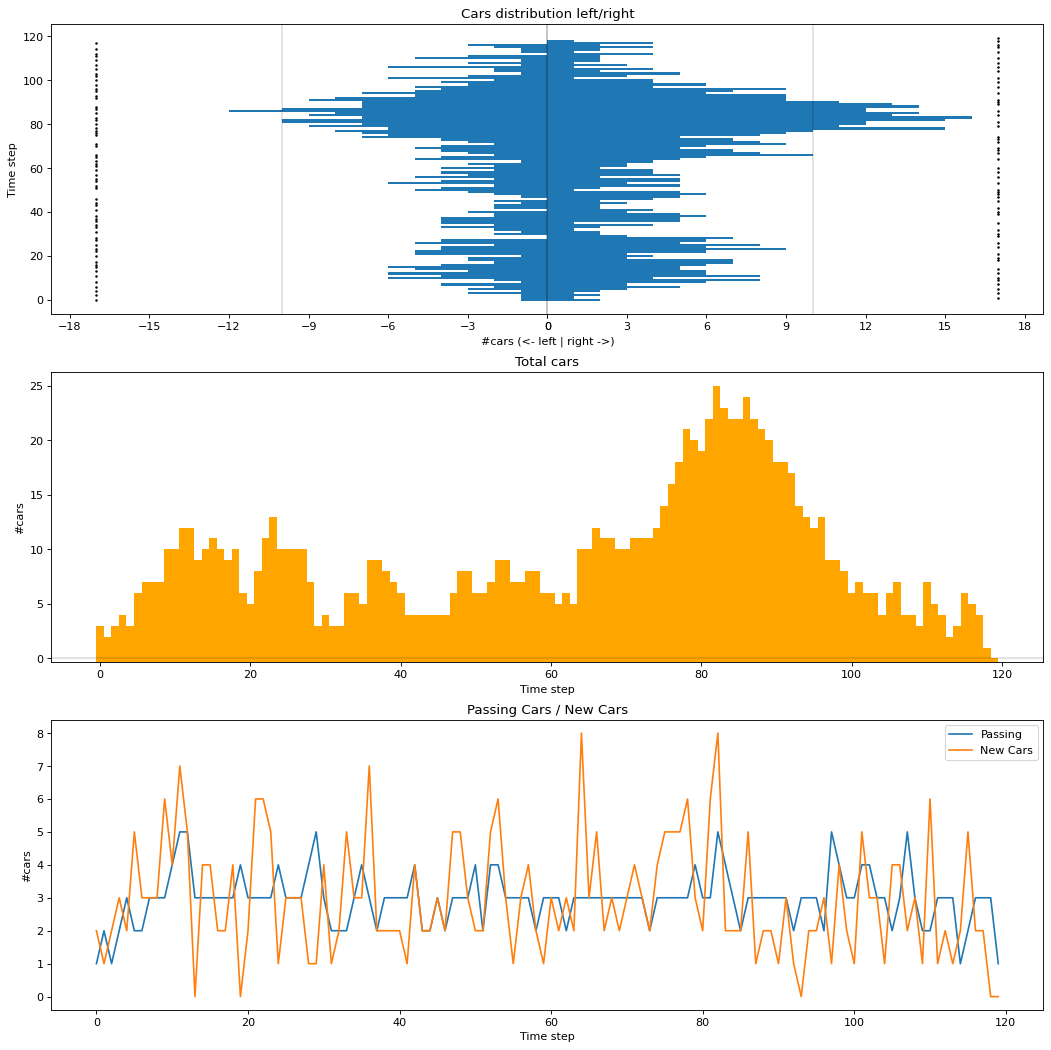 Cars distribution left/right
120
100
80
60
40
20
0
Time step
−18 −15 −12 −9 −6 −3 0 0 3 6 9 12 15 18
#cars (<- left | right ->)
Total cars
25
20
15
10
5
0
#cars
0 20 40 60 80 100 120
Time step
Passing Cars / New Cars
8
7
6
5
4
3
2
1
0
#cars
Passing
New Cars
0 20 40 60 80 100 120
Time step